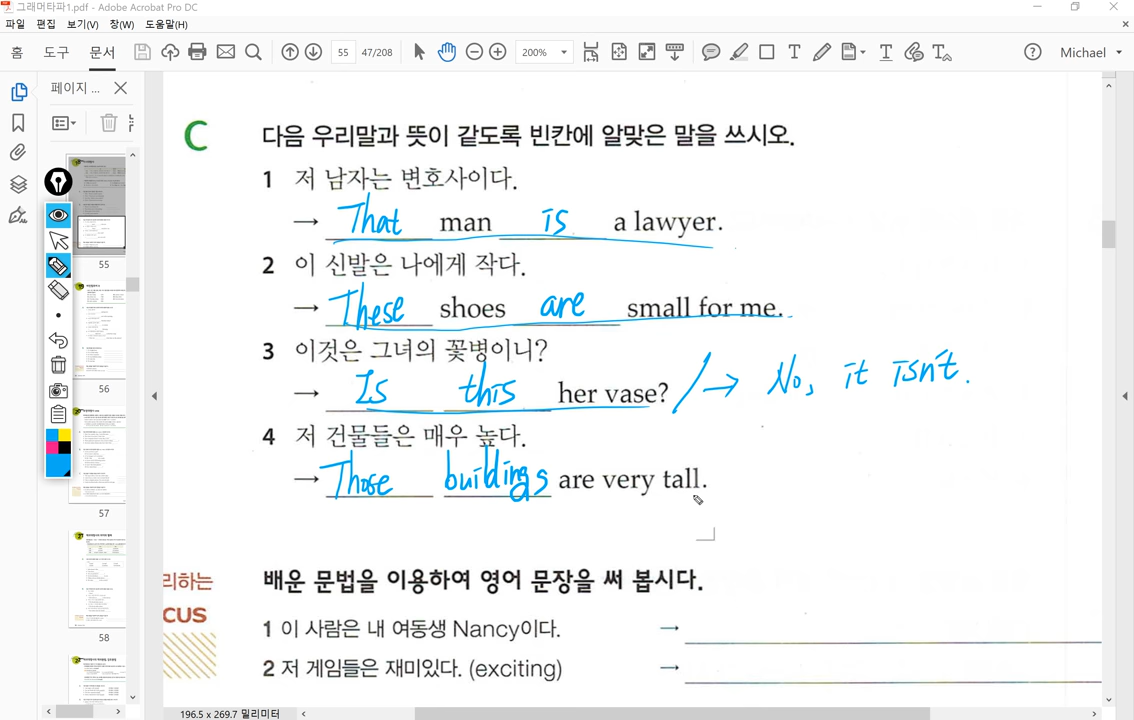 그래머타파1.pdf - Adobe Acrobat Pro DC
파일 편집 보기(V) 창(W) 도움말(H)
홈 도구 문서 55 47/208 200% Michael
페이지 ...
C 다음 우리말과 뜻이 같도록 빈칸에 알맞은 말을 쓰시오.
1 저 남자는 변호사이다.
→ That man is a lawyer.
2 이 신발은 나에게 작다.
→ These shoes are small for me.
3 이것은 그녀의 꽃병이니?
→ Is this her vase? / → No, it isn't.
4 저 건물들은 매우 높다.
→ Those buildings are very tall.
리하는 배운 문법을 이용하여 영어 문장을 써 봅시다.
CUS
1 이 사람은 내 여동생 Nancy이다. →
2 저 게임들은 재미있다. (exciting) →
55
56
57
58
196.5 x 269.7 밀리미터